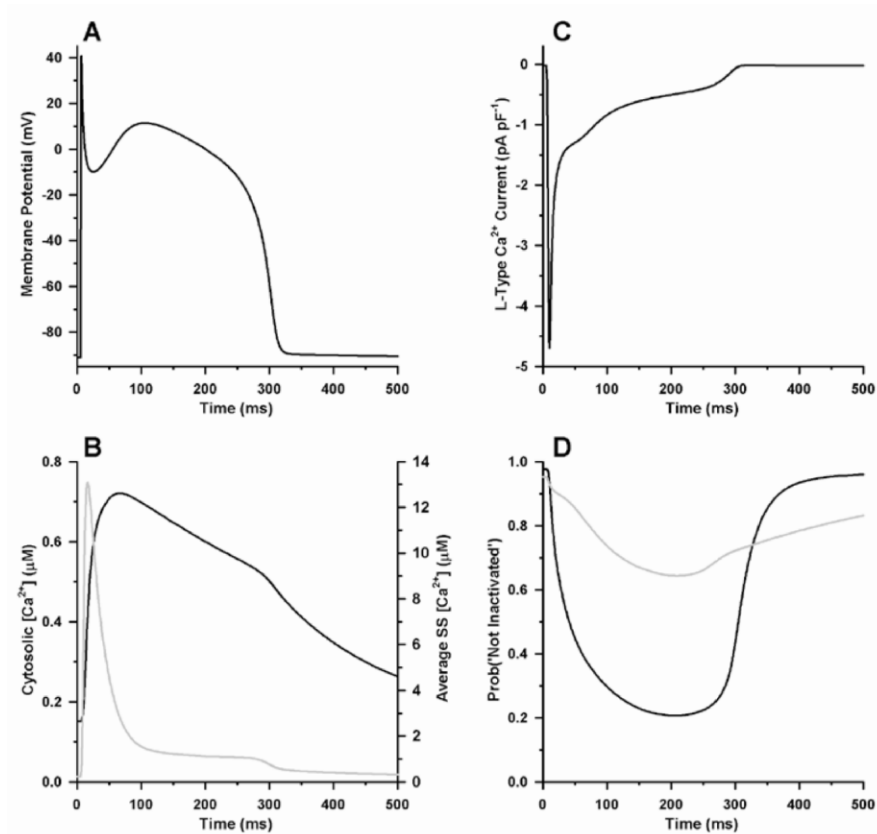 A
40
20
0
-20
-40
-60
-80
Membrane Potential (mV)
0 100 200 300 400 500
Time (ms)
C
0
-1
-2
-3
-4
-5
L-Type Ca²⁺ Current (pA pF⁻¹)
0 100 200 300 400 500
Time (ms)
B
0.8
0.6
0.4
0.2
0.0
Cytosolic [Ca²⁺] (μM)
14
12
10
8
6
4
2
0
Average SS [Ca²⁺] (μM)
0 100 200 300 400 500
Time (ms)
D
1.0
0.8
0.6
0.4
0.2
0.0
Prob('Not Inactivated')
0 100 200 300 400 500
Time (ms)